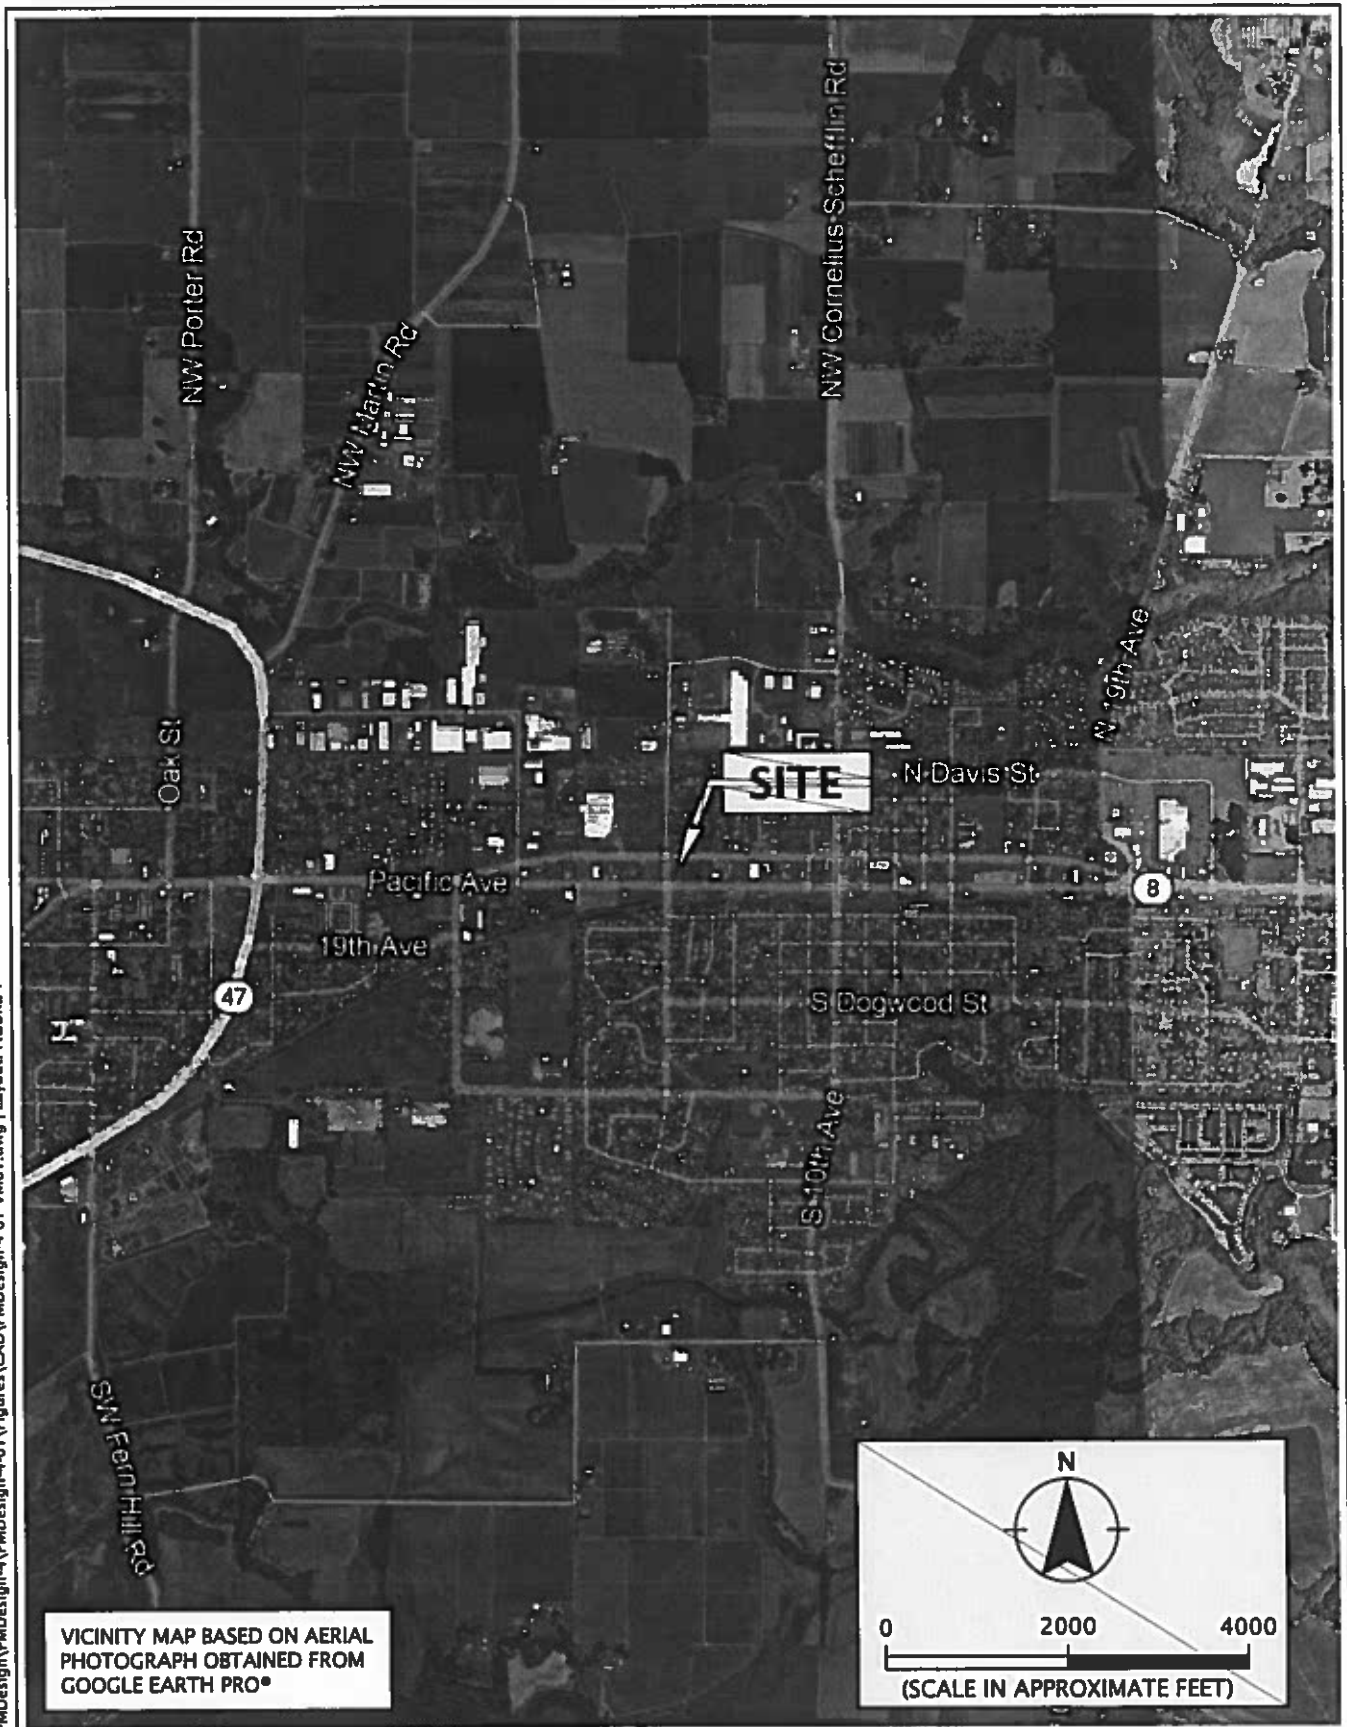 NW Porter Rd
NW Martin Rd
NW Cornelius Schefflin Rd
N 19th Ave
Oak St
SITE
N Davis St
Pacific Ave
8
19th Ave
47
S Dogwood St
S 10th Ave
SW Fern Hill Rd
N
0 2000 4000
(SCALE IN APPROXIMATE FEET)
VICINITY MAP BASED ON AERIAL
PHOTOGRAPH OBTAINED FROM
GOOGLE EARTH PRO®